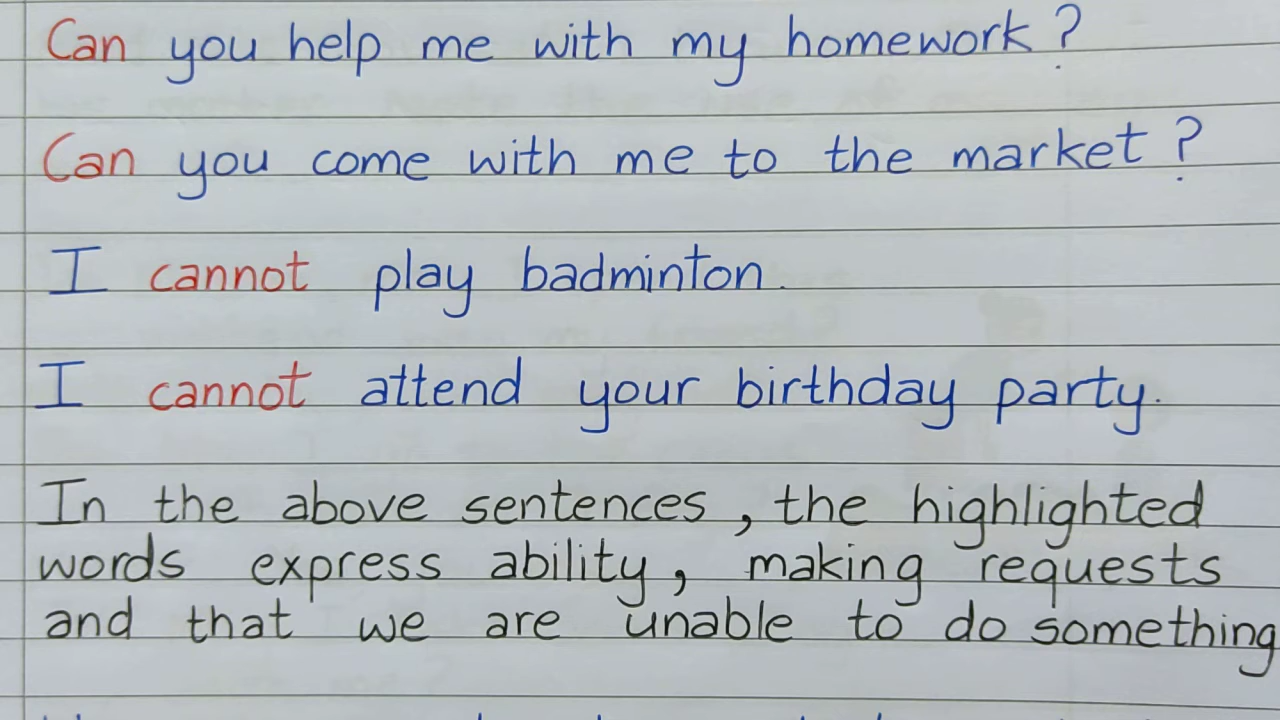 Can you help me with my homework?
Can you come with me to the market?
I cannot play badminton.
I cannot attend your birthday party.
In the above sentences, the highlighted
words express ability, making requests
and that we are unable to do something